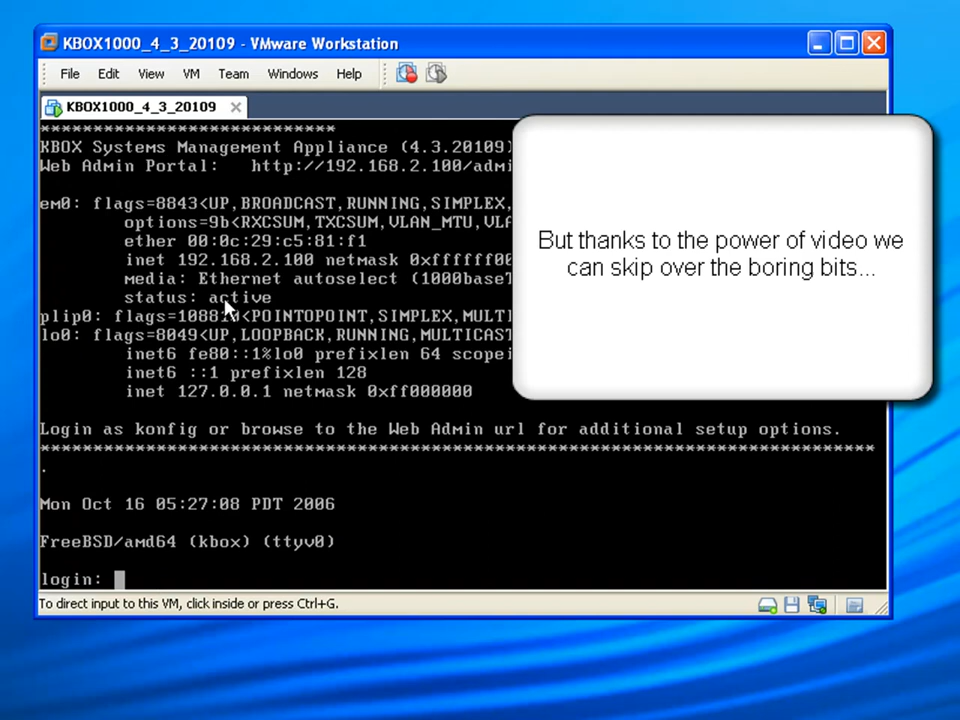 KBOX1000_4_3_20109 - VMware Workstation
File Edit View VM Team Windows Help
KBOX1000_4_3_20109
****************************
KBOX Systems Management Appliance (4.3.20109)
Web Admin Portal: http://192.168.2.100/admi
em0: flags=8843<UP,BROADCAST,RUNNING,SIMPLEX,
options=9b<RXCSUM,TXCSUM,VLAN_MTU,VLA
ether 00:0c:29:c5:81:f1
inet 192.168.2.100 netmask 0xffffff00
media: Ethernet autoselect (1000baseT
status: active
plip0: flags=108810<POINTOPOINT,SIMPLEX,MULTI
lo0: flags=8049<UP,LOOPBACK,RUNNING,MULTICAST
inet6 fe80::1%lo0 prefixlen 64 scopei
inet6 ::1 prefixlen 128
inet 127.0.0.1 netmask 0xff000000
Login as konfig or browse to the Web Admin url for additional setup options.
*******************************************************************************
.
Mon Oct 16 05:27:08 PDT 2006
FreeBSD/amd64 (kbox) (ttyv0)
login:
To direct input to this VM, click inside or press Ctrl+G.
But thanks to the power of video we
can skip over the boring bits...